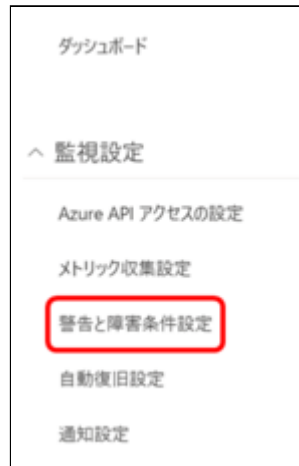 ダッシュボード
監視設定
Azure API アクセスの設定
メトリック収集設定
警告と障害条件設定
自動復旧設定
通知設定